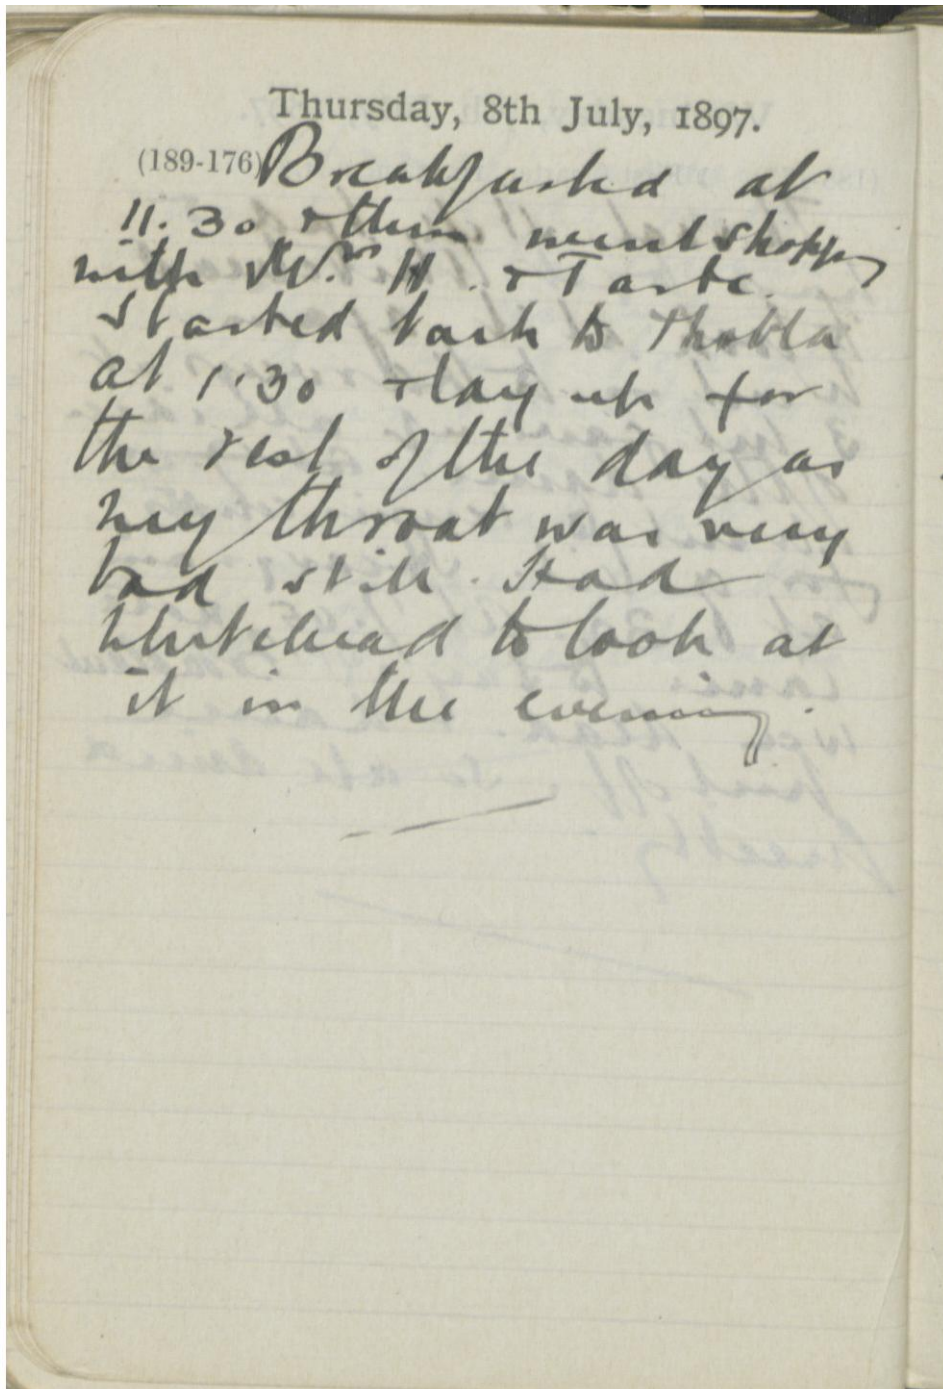 Thursday, 8th July, 1897.
(189-176) Breakfasted at
11.30 & then went shopping
with Mrs H. &
Started back to Thobba
at 1.30 & lay up for
the rest of the day as
my throat was very
bad still. Had
Whitehead to look at
it in the evening.